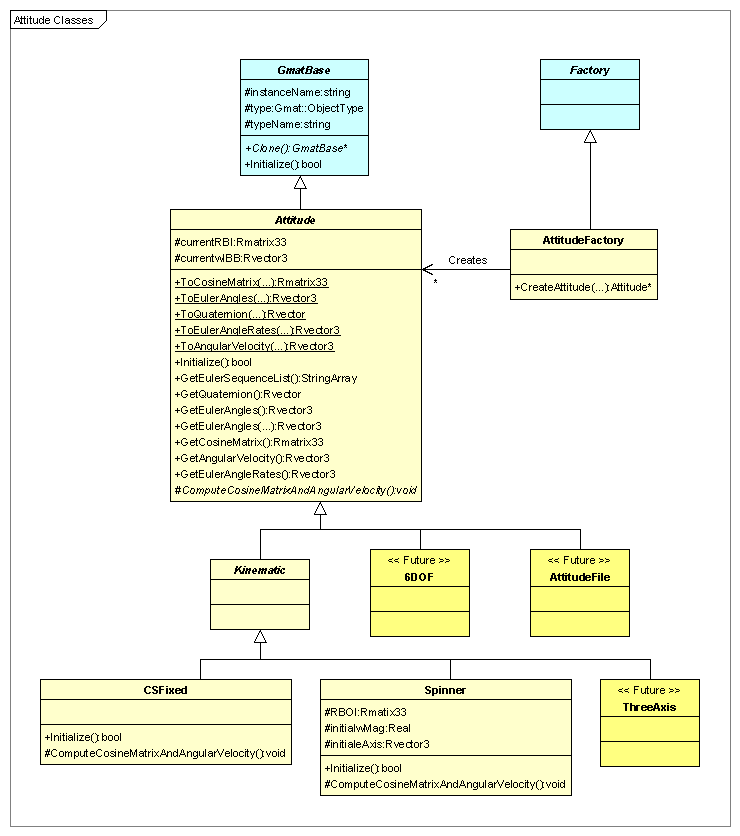 Attitude Classes
GmatBase
#instanceName:string
#type:Gmat::ObjectType
#typeName:string
+Clone():GmatBase*
+Initialize():bool
Factory
Attitude
#currentRBI:Rmatrix33
#currentwIBB:Rvector3
+ToCosineMatrix(...):Rmatrix33
+ToEulerAngles(...):Rvector3
+ToQuaternion(...):Rvector
+ToEulerAngleRates(...):Rvector3
+ToAngularVelocity(...):Rvector3
+Initialize():bool
+GetEulerSequenceList():StringArray
+GetQuaternion():Rvector
+GetEulerAngles():Rvector3
+GetEulerAngles(...):Rvector3
+GetCosineMatrix():Rmatrix33
+GetAngularVelocity():Rvector3
+GetEulerAngleRates():Rvector3
#ComputeCosineMatrixAndAngularVelocity():void
Creates
*
AttitudeFactory
+CreateAttitude(...):Attitude*
Kinematic
<< Future >>
6DOF
<< Future >>
AttitudeFile
CSFixed
+Initialize():bool
#ComputeCosineMatrixAndAngularVelocity():void
Spinner
#RBOI:Rmatix33
#initialwMag:Real
#initialeAxis:Rvector3
+Initialize():bool
#ComputeCosineMatrixAndAngularVelocity():void
<< Future >>
ThreeAxis